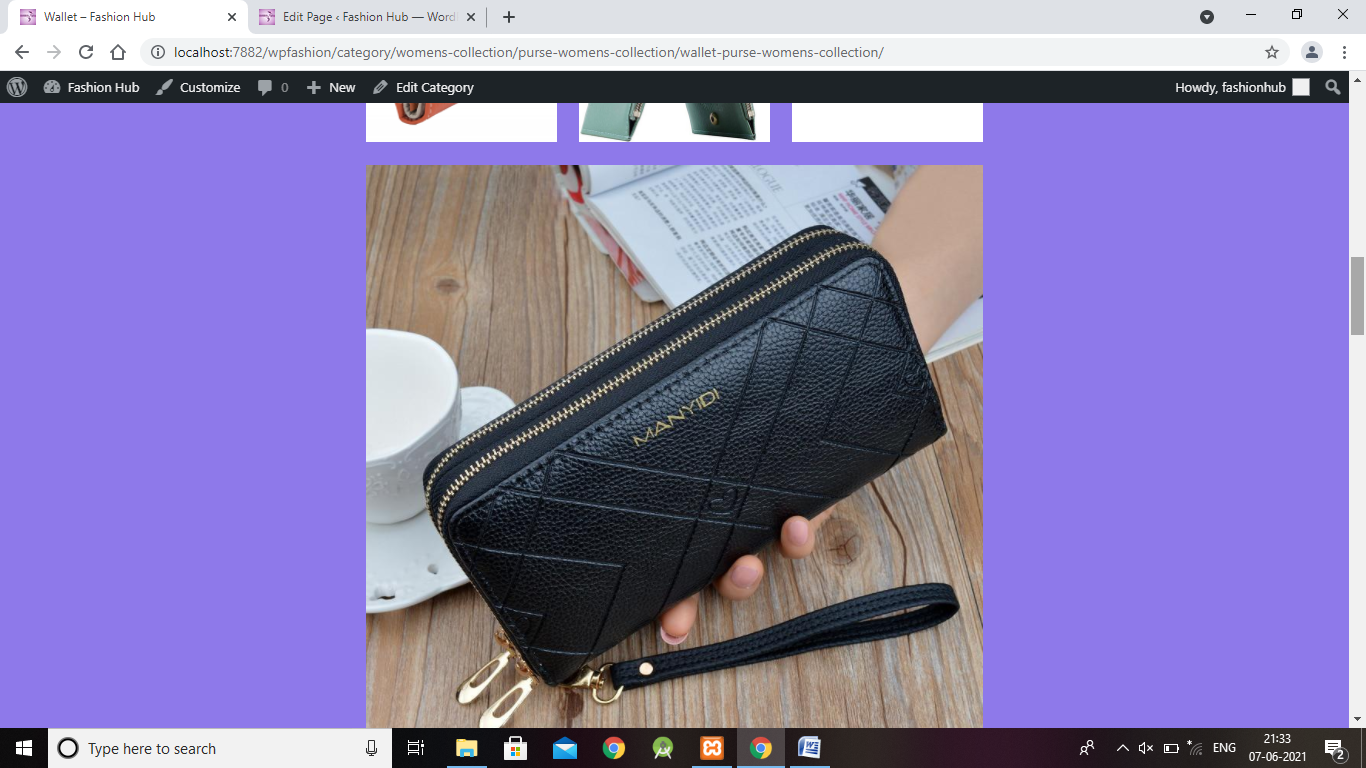 Wallet – Fashion Hub
Edit Page ‹ Fashion Hub — Word
localhost:7882/wpfashion/category/womens-collection/purse-womens-collection/wallet-purse-womens-collection/
Fashion Hub
Customize
0
New
Edit Category
Howdy, fashionhub
MANYIDI
Type here to search
ENG
21:33
07-06-2021
2